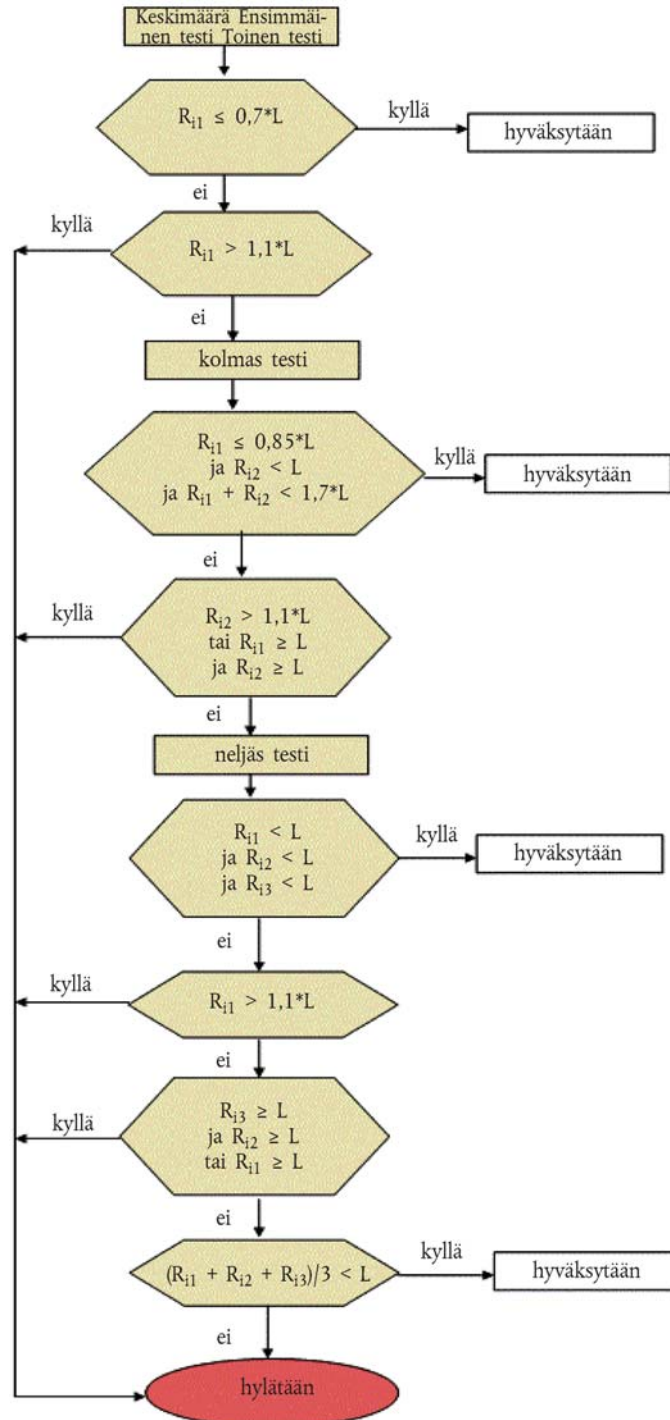 Keskimäärä Ensimmäi-
nen testi Toinen testi
Ri1 ≤ 0,7*L
kyllä
hyväksytään
ei
kyllä
Ri1 > 1,1*L
ei
kolmas testi
Ri1 ≤ 0,85*L
ja Ri2 < L
ja Ri1 + Ri2 < 1,7*L
kyllä
hyväksytään
ei
kyllä
Ri2 > 1,1*L
tai Ri1 ≥ L
ja Ri2 ≥ L
ei
neljäs testi
Ri1 < L
ja Ri2 < L
ja Ri3 < L
kyllä
hyväksytään
ei
kyllä
Ri1 > 1,1*L
ei
kyllä
Ri3 ≥ L
ja Ri2 ≥ L
tai Ri1 ≥ L
ei
(Ri1 + Ri2 + Ri3)/3 < L
kyllä
hyväksytään
ei
hylätään